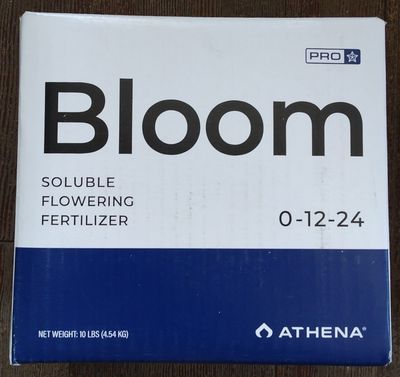 PRO
Bloom
SOLUBLE
FLOWERING
FERTILIZER
0-12-24
NET WEIGHT: 10 LBS (4.54 KG)
ATHENA®